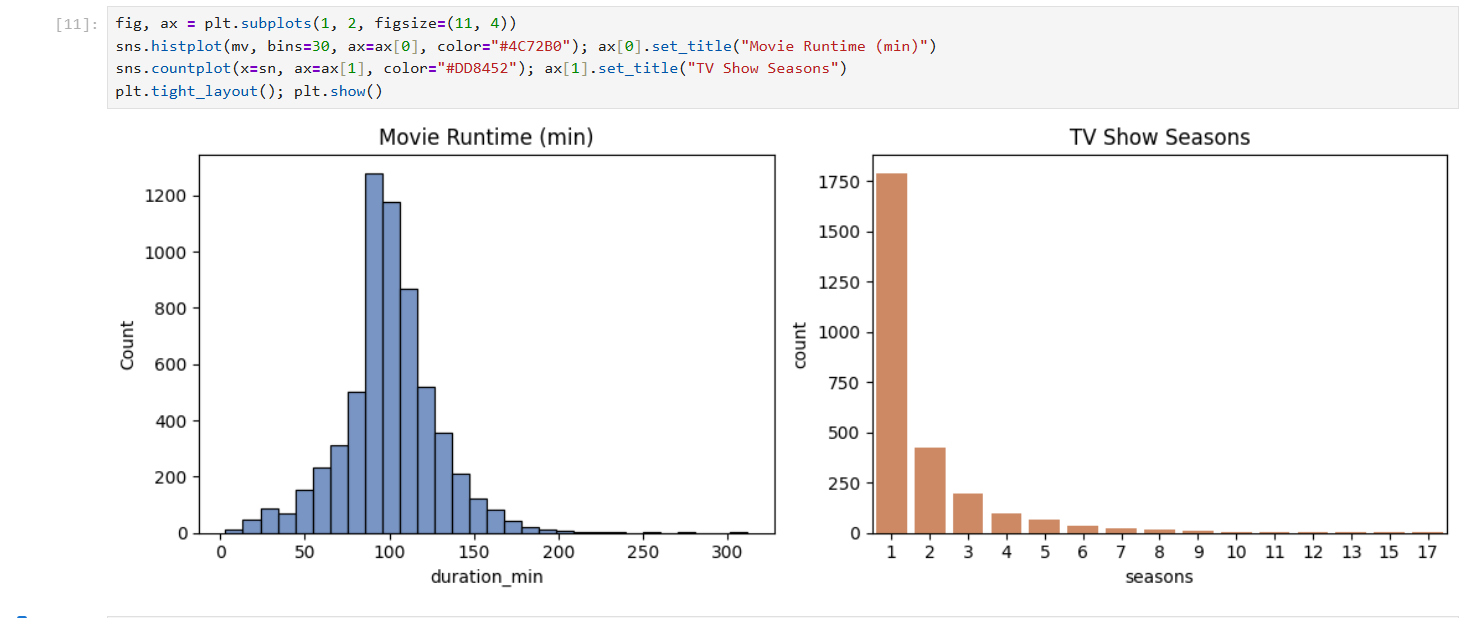 [11]:
fig, ax = plt.subplots(1, 2, figsize=(11, 4))
sns.histplot(mv, bins=30, ax=ax[0], color="#4C72B0"); ax[0].set_title("Movie Runtime (min)")
sns.countplot(x=sn, ax=ax[1], color="#DD8452"); ax[1].set_title("TV Show Seasons")
plt.tight_layout(); plt.show()
Movie Runtime (min)
Count
1200
1000
800
600
400
200
0
0 50 100 150 200 250 300
duration_min
TV Show Seasons
count
1750
1500
1250
1000
750
500
250
0
1 2 3 4 5 6 7 8 9 10 11 12 13 15 17
seasons